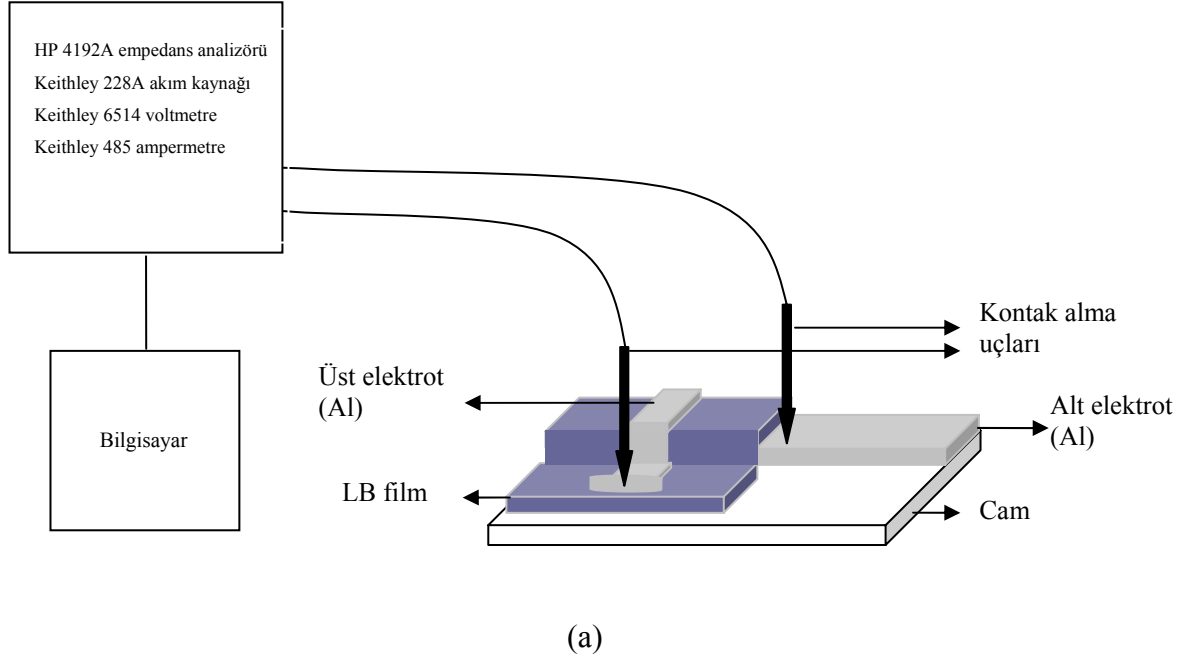 HP 4192A empedans analizörü
Keithley 228A akım kaynağı
Keithley 6514 voltmetre
Keithley 485 ampermetre
Kontak alma
uçları
Üst elektrot
(Al)
Alt elektrot
(Al)
Bilgisayar
LB film
Cam
(a)